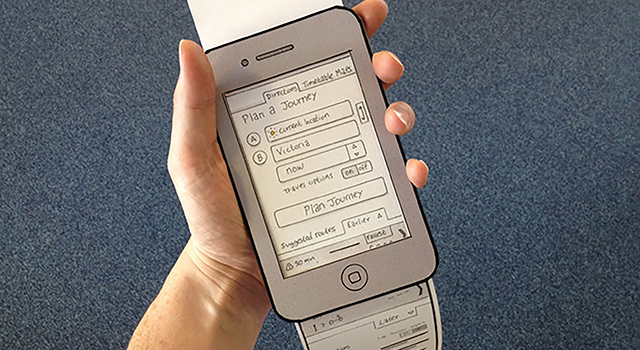 Directions Timetable Maps
Plan a Journey
A current location
B Victoria
now
Travel options on off
Plan Journey
Suggested routes Earlier
30 min
Later